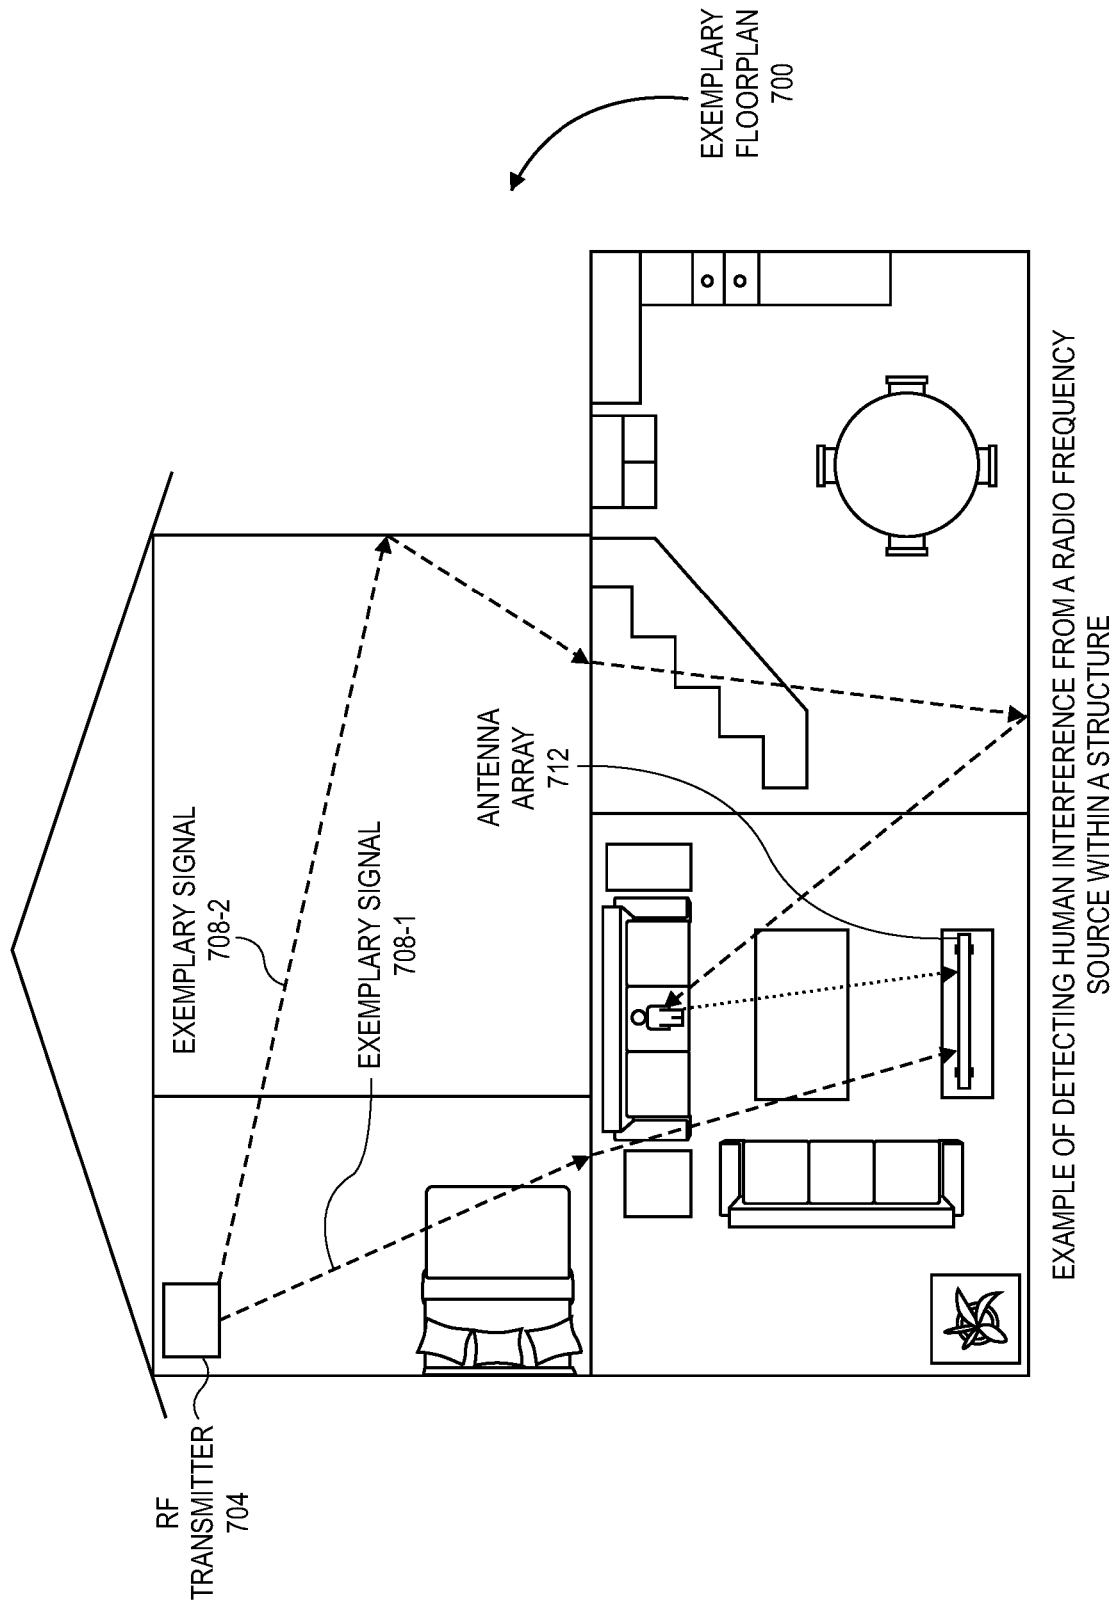 RF
TRANSMITTER
704
EXEMPLARY SIGNAL
708-2
EXEMPLARY SIGNAL
708-1
ANTENNA
ARRAY
712
EXEMPLARY
FLOORPLAN
700
EXAMPLE OF DETECTING HUMAN INTERFERENCE FROM A RADIO FREQUENCY
SOURCE WITHIN A STRUCTURE